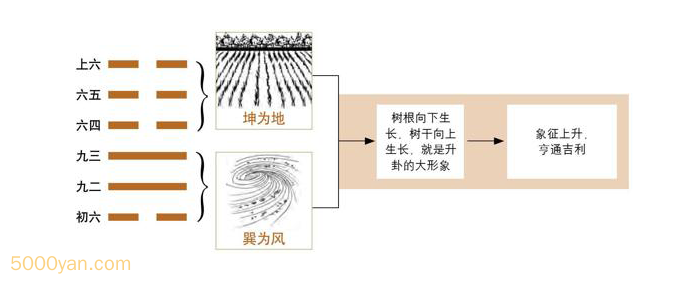 上六
六五
六四
九三
九二
初六
坤为地
巽为风
树根向下生
长，树干向上
生长，就是升
卦的大形象
象征上升，
亨通吉利
5000yan.com